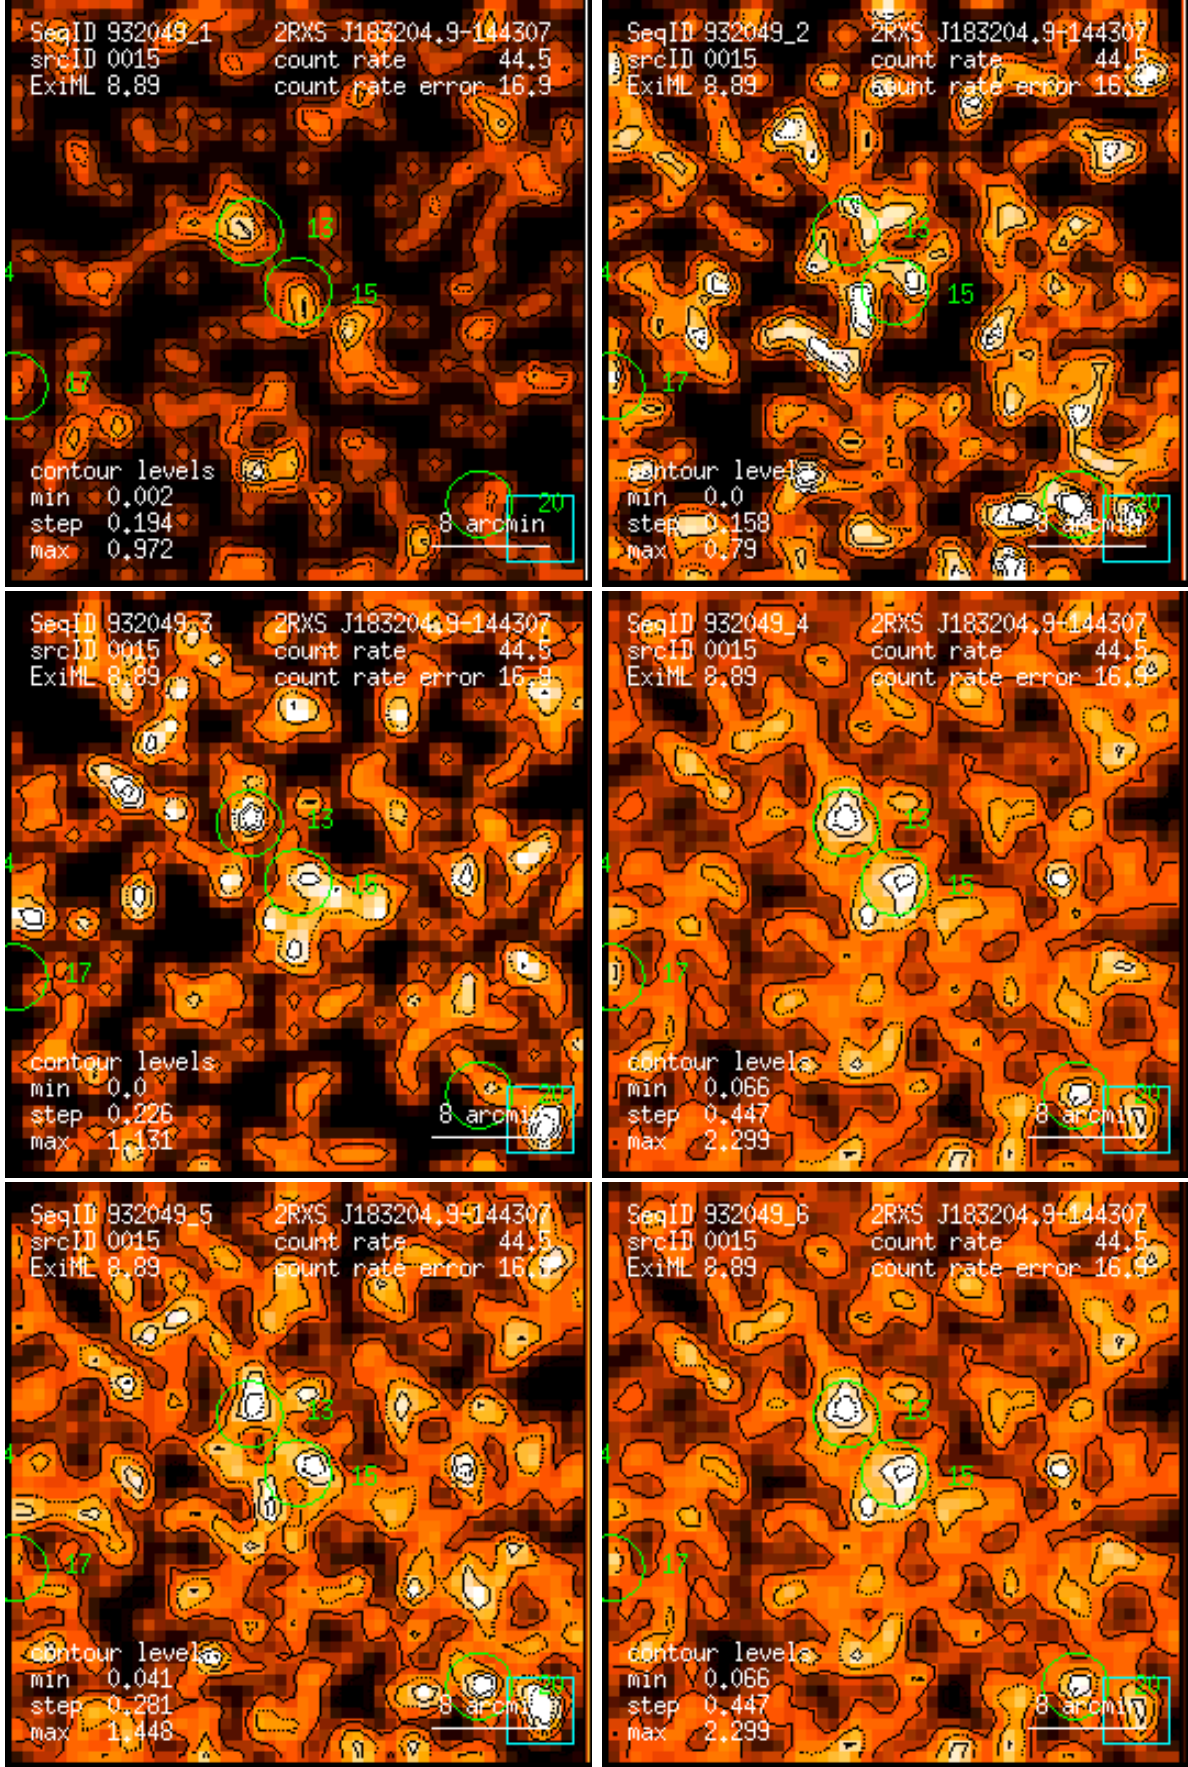 SeqID 932049_1 2RXS J183204.9-144307
srcID 0015 count rate 44.5
ExiML 8.89 count rate error 16.9
13
4
15
17
contour levels
min 0.002
20
step 0.194
8 arcmin
max 0.972
SeqID 932049_2 2RXS J183204.9-144307
srcID 0015 count rate 44.5
ExiML 8.89 count rate error 16.9
13
4
15
17
contour levels
min 0.0
20
step 0.158
8 arcmin
max 0.79
SeqID 932049_3 2RXS J183204.9-144307
srcID 0015 count rate 44.5
ExiML 8.89 count rate error 16.9
13
4
15
17
contour levels
min 0.0
20
step 0.226
8 arcmin
max 1.131
SeqID 932049_4 2RXS J183204.9-144307
srcID 0015 count rate 44.5
ExiML 8.89 count rate error 16.9
13
4
15
17
contour levels
min 0.066
20
step 0.447
8 arcmin
max 2.299
SeqID 932049_5 2RXS J183204.9-144307
srcID 0015 count rate 44.5
ExiML 8.89 count rate error 16.9
13
4
15
17
contour levels
min 0.041
20
step 0.281
8 arcmin
max 1.448
SeqID 932049_6 2RXS J183204.9-144307
srcID 0015 count rate 44.5
ExiML 8.89 count rate error 16.9
13
4
15
17
contour levels
min 0.066
20
step 0.447
8 arcmin
max 2.299